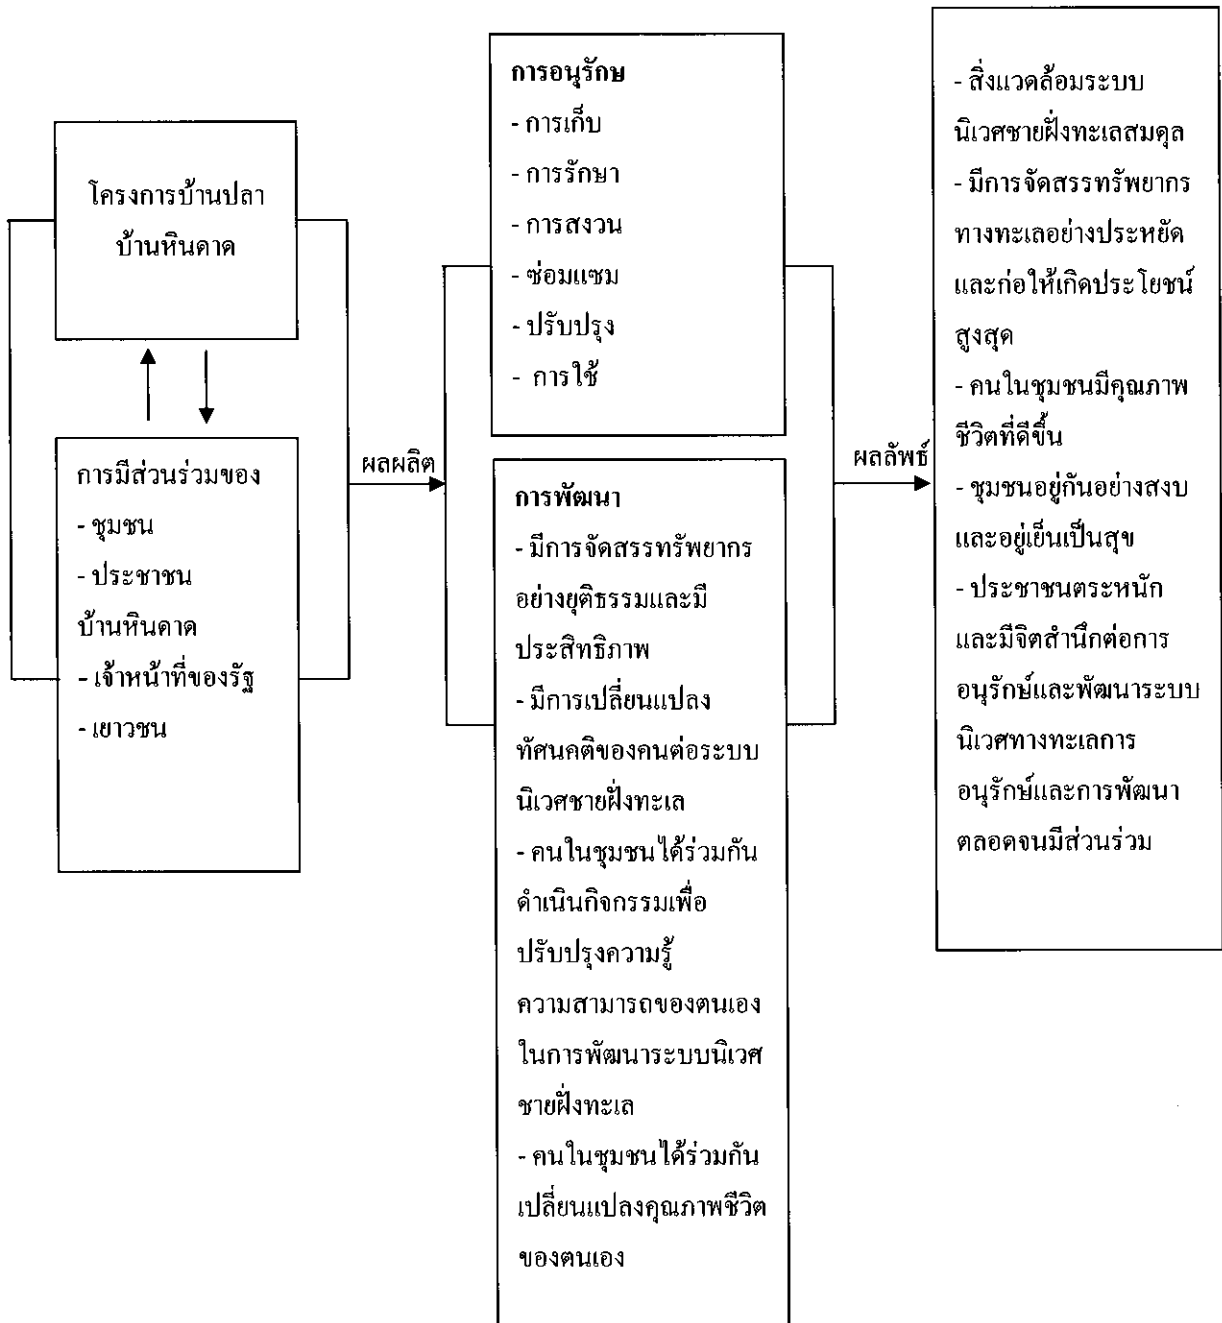 โครงการบ้านปลา
บ้านหินคาด
การมีส่วนร่วมของ
- ชุมชน
- ประชาชน
บ้านหินคาด
- เจ้าหน้าที่ของรัฐ
- เยาวชน
ผลผลิต
การอนุรักษ
- การเก็บ
- การรักษา
- การสงวน
- ซ่อมแซม
- ปรับปรุง
- การใช้
การพัฒนา
- มีการจัดสรรทรัพยากร
อย่างยุติธรรมและมี
ประสิทธิภาพ
- มีการเปลี่ยนแปลง
ทัศนคติของคนต่อระบบ
นิเวศชายฝั่งทะเล
- คนในชุมชนได้ร่วมกัน
ดำเนินกิจกรรมเพื่อ
ปรับปรุงความรู้
ความสามารถของตนเอง
ในการพัฒนาระบบนิเวศ
ชายฝั่งทะเล
- คนในชุมชนได้ร่วมกัน
เปลี่ยนแปลงคุณภาพชีวิต
ของตนเอง
ผลลัพธ์
- สิ่งแวดล้อมระบบ
นิเวศชายฝั่งทะเลสมดุล
- มีการจัดสรรทรัพยากร
ทางทะเลอย่างประหยัด
และก่อให้เกิดประโยชน์
สูงสุด
- คนในชุมชนมีคุณภาพ
ชีวิตที่ดีขึ้น
- ชุมชนอยู่กันอย่างสงบ
และอยู่เย็นเป็นสุข
- ประชาชนตระหนัก
และมีจิตสำนึกต่อการ
อนุรักษ์และพัฒนาระบบ
นิเวศทางทะเลการ
อนุรักษ์และการพัฒนา
ตลอดจนมีส่วนร่วม